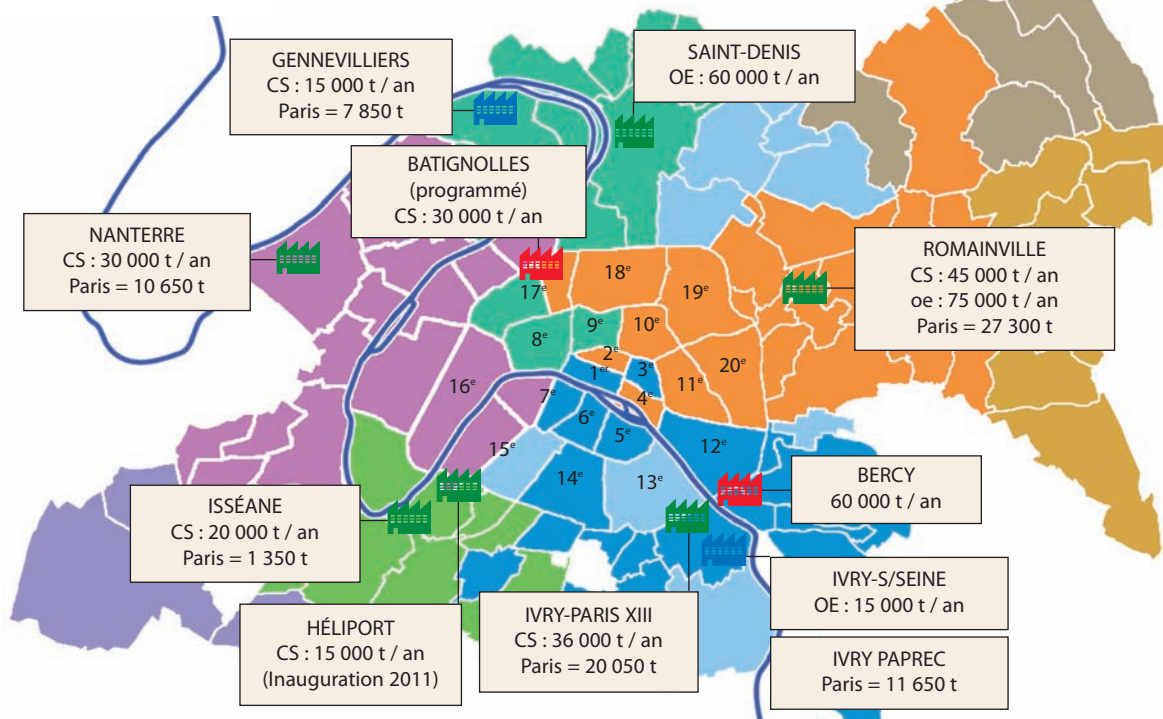 GENNEVILLIERS
CS : 15 000 t / an
Paris = 7 850 t
SAINT-DENIS
OE : 60 000 t / an
BATIGNOLLES
(programmé)
CS : 30 000 t / an
NANTERRE
CS : 30 000 t / an
Paris = 10 650 t
ROMAINVILLE
CS : 45 000 t / an
oe : 75 000 t / an
Paris = 27 300 t
18e
17e
19e
9e
10e
8e
2e
1er
3e
20e
11e
16e
7e
4e
6e
5e
12e
15e
14e
13e
BERCY
60 000 t / an
ISSÉANE
CS : 20 000 t / an
Paris = 1 350 t
IVRY-S/SEINE
OE : 15 000 t / an
HÉLIPORT
CS : 15 000 t / an
(Inauguration 2011)
IVRY-PARIS XIII
CS : 36 000 t / an
Paris = 20 050 t
IVRY PAPREC
Paris = 11 650 t